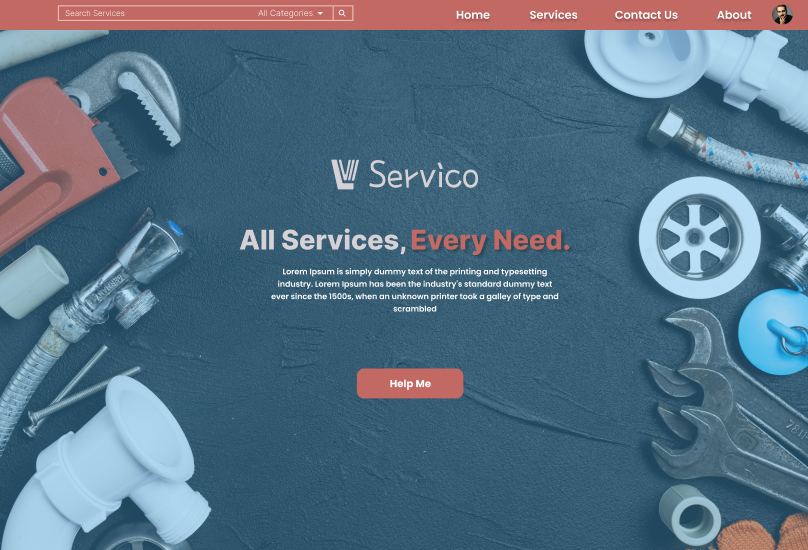 Search Services All Categories
Home Services Contact Us About
Servico
All Services, Every Need.
Lorem Ipsum is simply dummy text of the printing and typesetting
industry. Lorem Ipsum has been the industry's standard dummy text
ever since the 1500s, when an unknown printer took a galley of type and
scrambled
Help Me